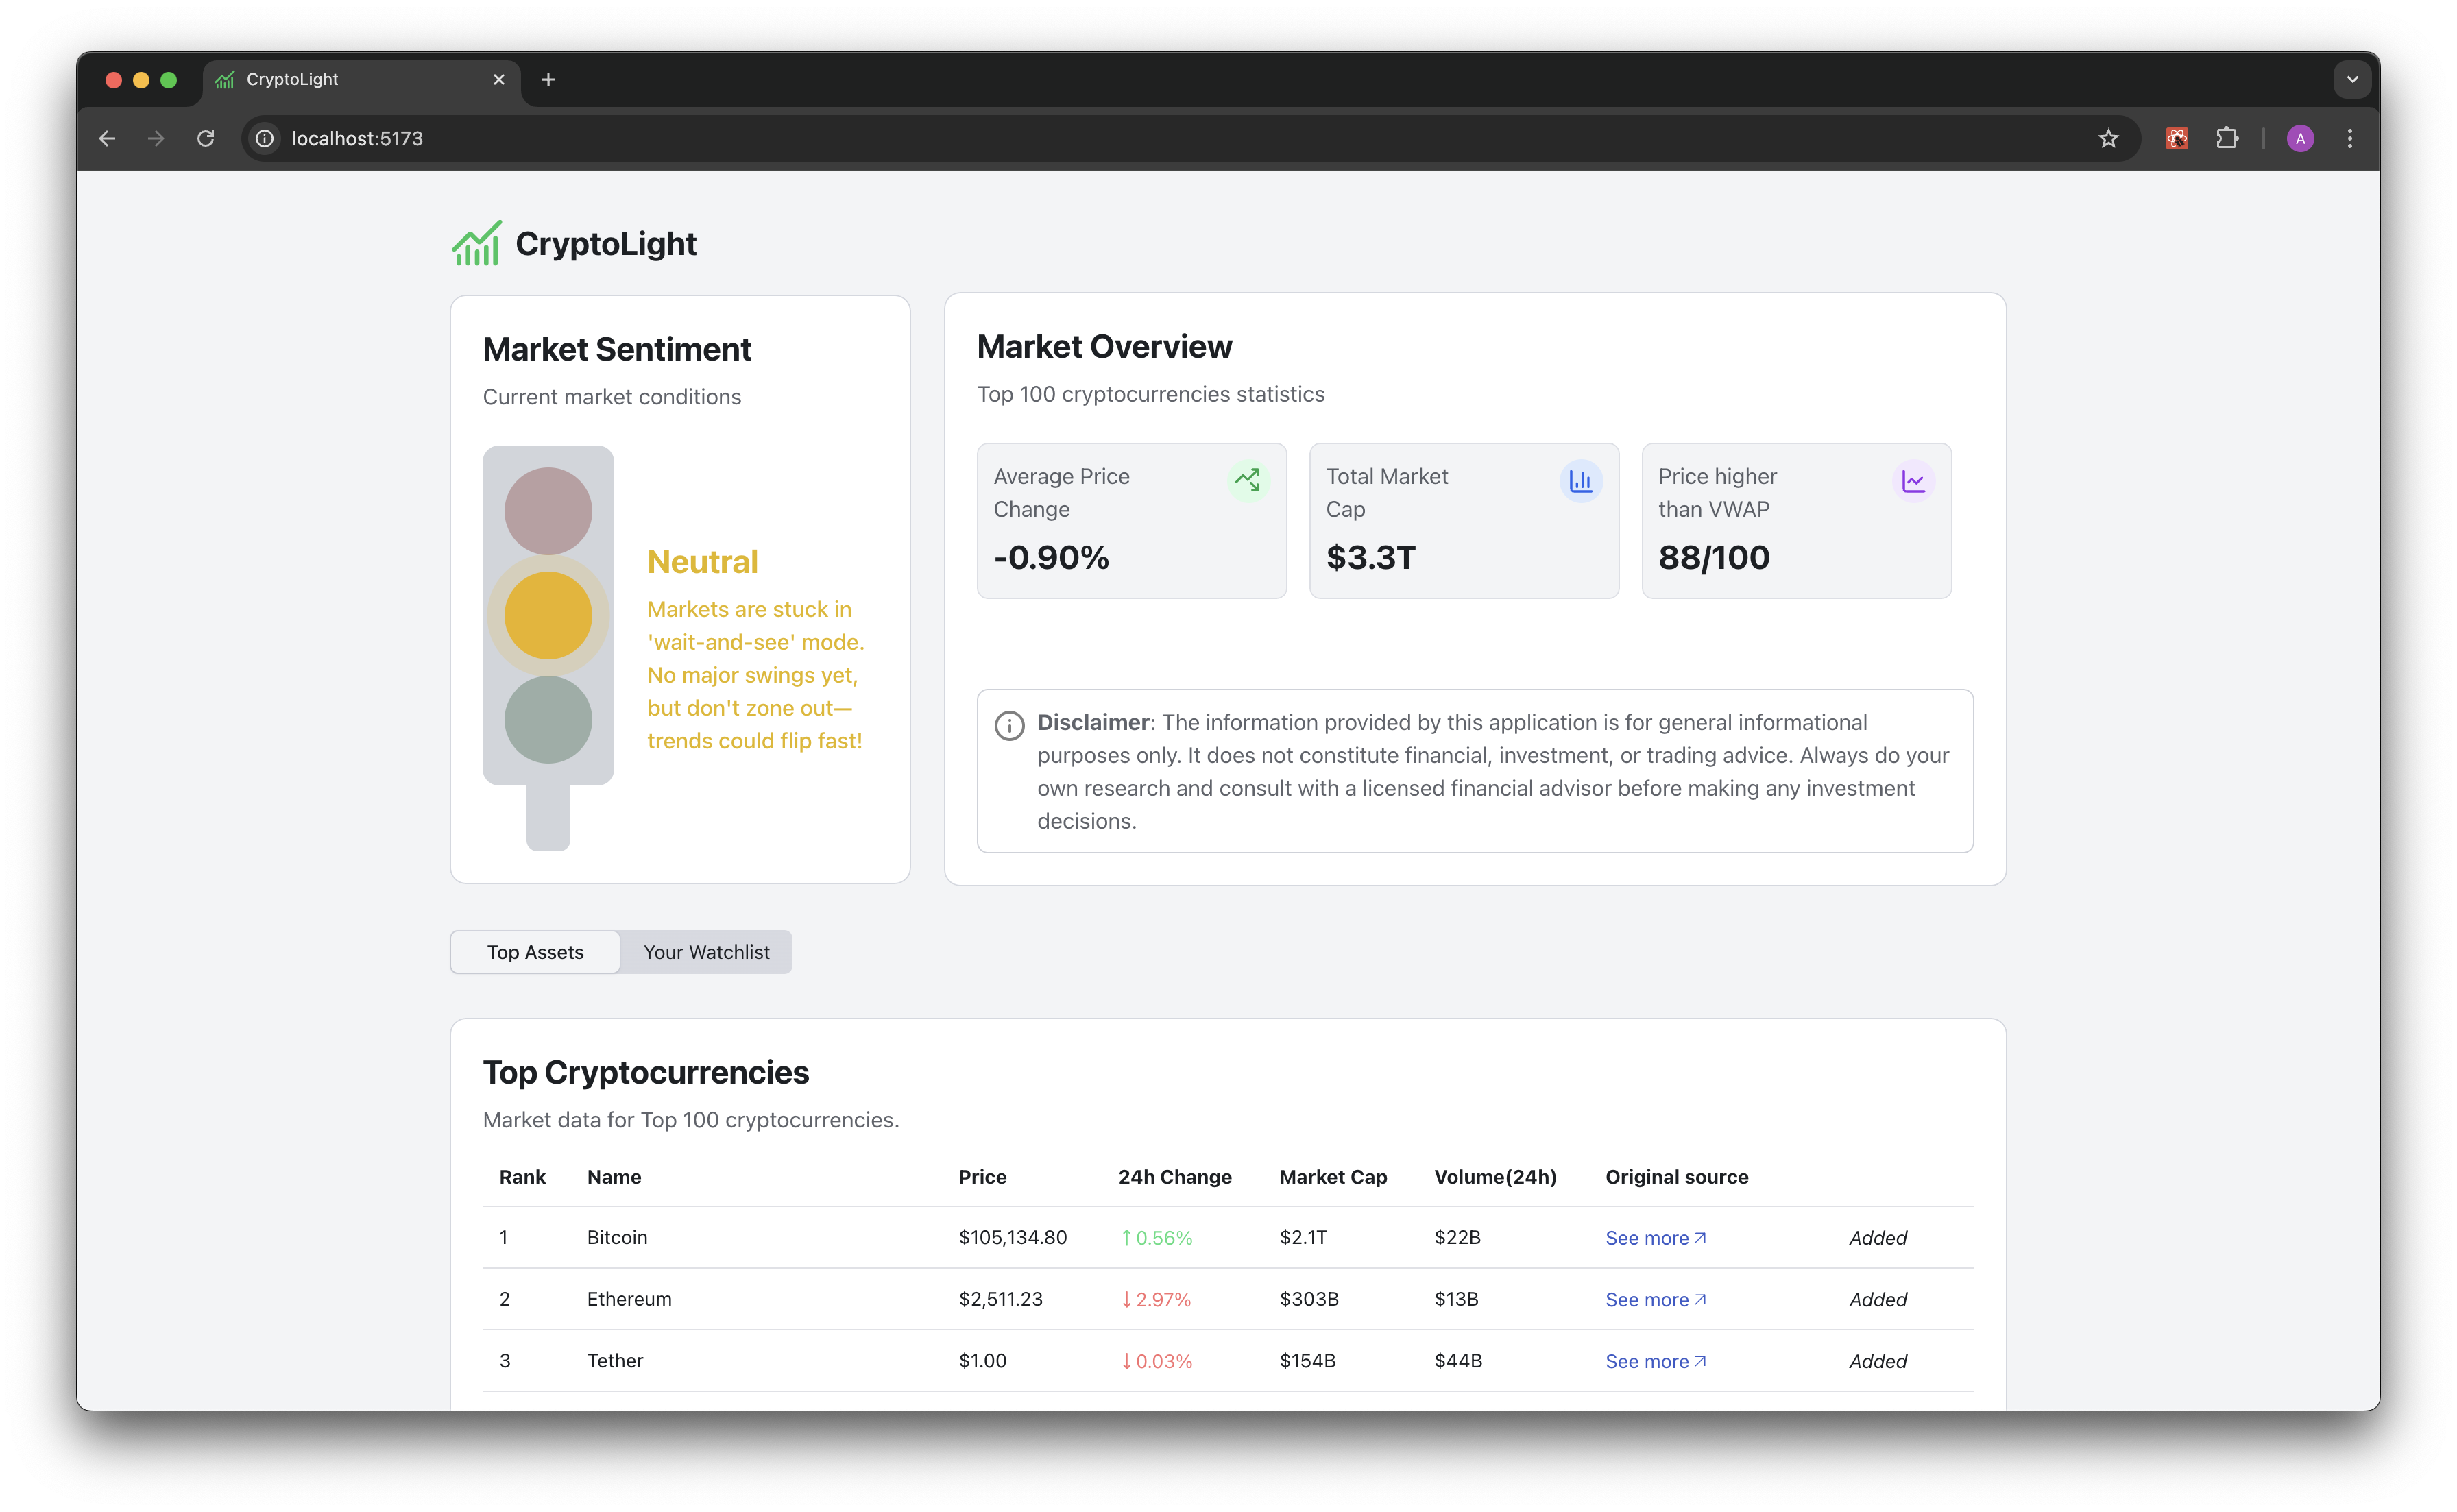 CryptoLight
localhost:5173
A
CryptoLight
Market Sentiment
Current market conditions
Neutral
Markets are stuck in
'wait-and-see' mode.
No major swings yet,
but don't zone out—
trends could flip fast!
Market Overview
Top 100 cryptocurrencies statistics
Average Price
Change
-0.90%
Total Market
Cap
$3.3T
Price higher
than VWAP
88/100
Disclaimer: The information provided by this application is for general informational
purposes only. It does not constitute financial, investment, or trading advice. Always do your
own research and consult with a licensed financial advisor before making any investment
decisions.
Top Assets Your Watchlist
Top Cryptocurrencies
Market data for Top 100 cryptocurrencies.
Rank Name Price 24h Change Market Cap Volume(24h) Original source
1 Bitcoin $105,134.80 ↑0.56% $2.1T $22B See more↗ Added
2 Ethereum $2,511.23 ↓2.97% $303B $13B See more↗ Added
3 Tether $1.00 ↓0.03% $154B $44B See more↗ Added